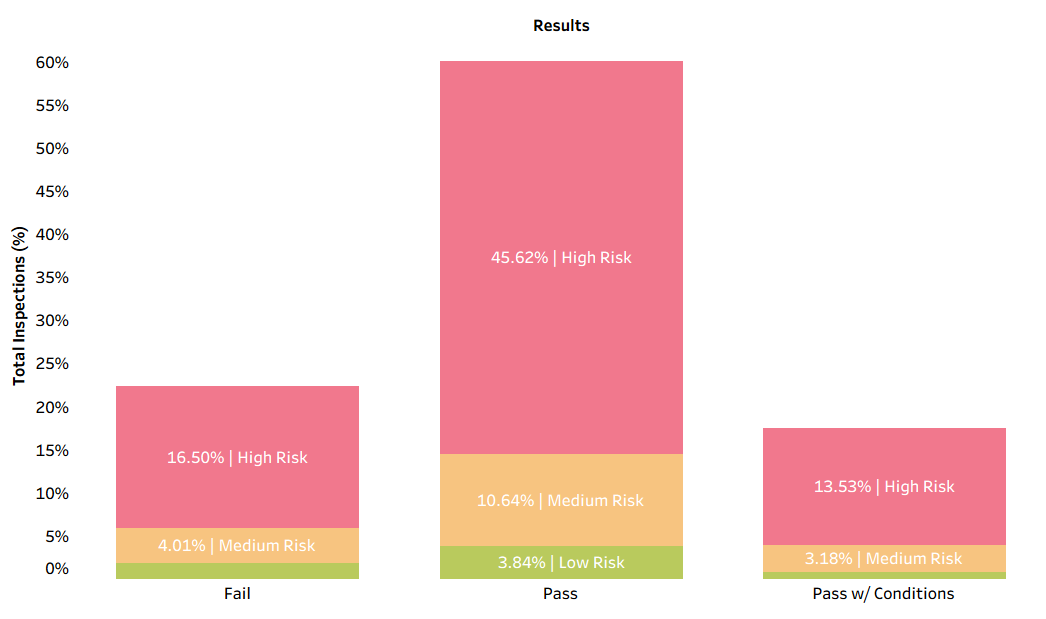 Results
Total Inspections (%)
60%
55%
50%
45%
40%
35%
30%
25%
20%
15%
10%
5%
0%
16.50% | High Risk
4.01% | Medium Risk
45.62% | High Risk
10.64% | Medium Risk
3.84% | Low Risk
13.53% | High Risk
3.18% | Medium Risk
Fail
Pass
Pass w/ Conditions